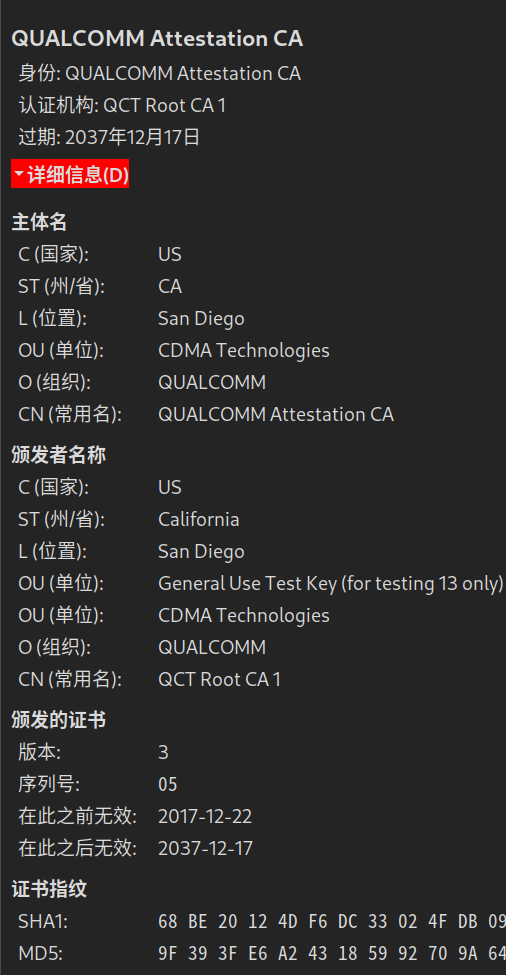 QUALCOMM Attestation CA
身份: QUALCOMM Attestation CA
认证机构: QCT Root CA 1
过期: 2037年12月17日
详细信息(D)
主体名
C (国家): US
ST (州/省): CA
L (位置): San Diego
OU (单位): CDMA Technologies
O (组织): QUALCOMM
CN (常用名): QUALCOMM Attestation CA
颁发者名称
C (国家): US
ST (州/省): California
L (位置): San Diego
OU (单位): General Use Test Key (for testing 13 only)
OU (单位): CDMA Technologies
O (组织): QUALCOMM
CN (常用名): QCT Root CA 1
颁发的证书
版本: 3
序列号: 05
在此之前无效: 2017-12-22
在此之后无效: 2037-12-17
证书指纹
SHA1: 68 BE 20 12 4D F6 DC 33 02 4F DB 09
MD5: 9F 39 3F E6 A2 43 18 59 92 70 9A 64